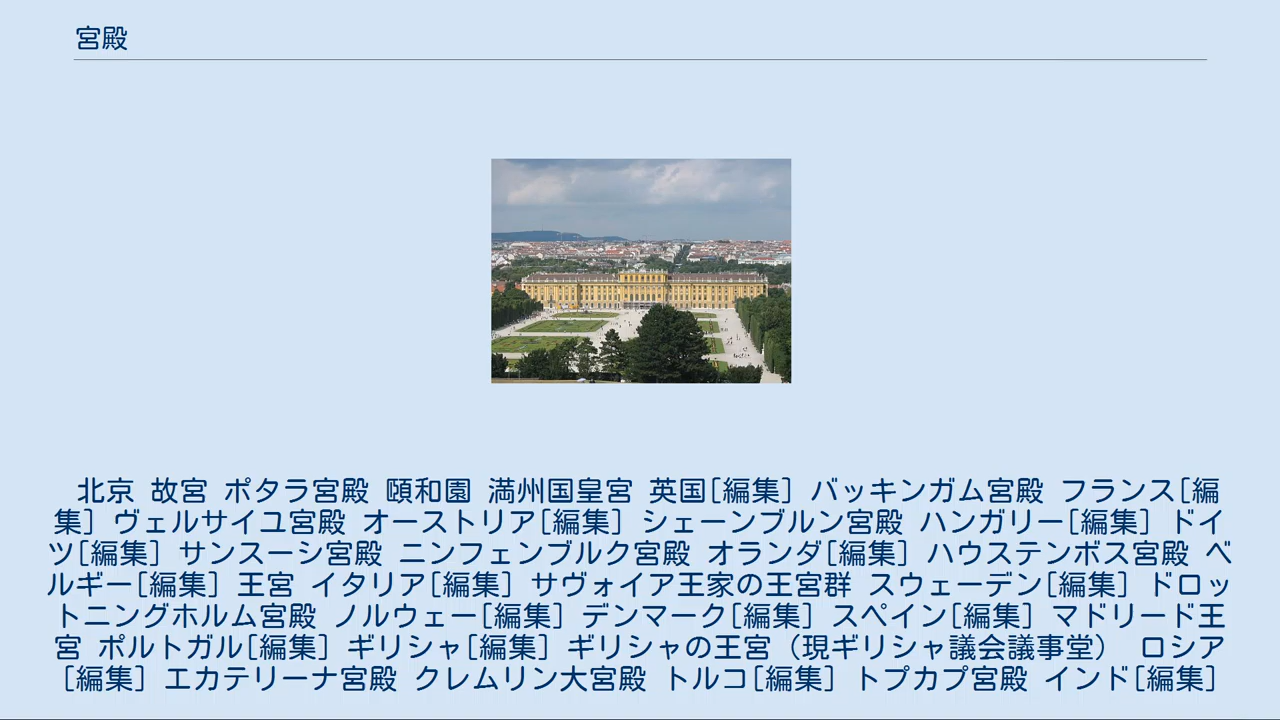 宮殿
北京 故宮 ポタラ宮殿 頤和園 満州国皇宮 英国[編集] バッキンガム宮殿 フランス[編
集] ヴェルサイユ宮殿 オーストリア[編集] シェーンブルン宮殿 ハンガリー[編集] ドイ
ツ[編集] サンスーシ宮殿 ニンフェンブルク宮殿 オランダ[編集] ハウステンボス宮殿 ベ
ルギー[編集] 王宮 イタリア[編集] サヴォイア王家の王宮群 スウェーデン[編集] ドロッ
トニングホルム宮殿 ノルウェー[編集] デンマーク[編集] スペイン[編集] マドリード王
宮 ポルトガル[編集] ギリシャ[編集] ギリシャの王宮（現ギリシャ議会議事堂） ロシア
[編集] エカテリーナ宮殿 クレムリン大宮殿 トルコ[編集] トプカプ宮殿 インド[編集]